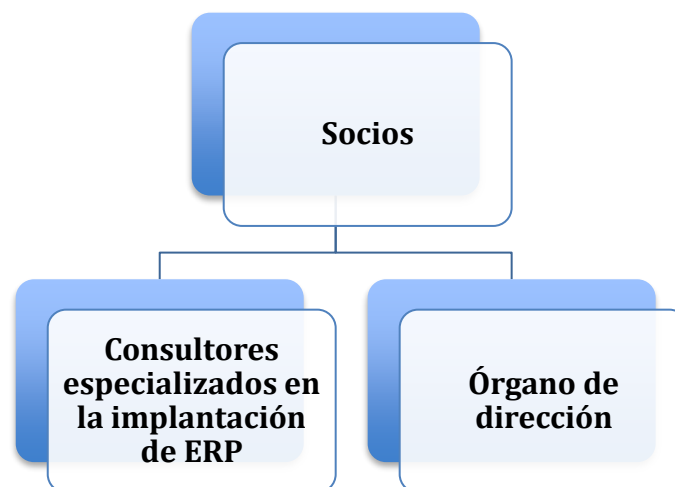 Socios
Consultores
especializados en
la implantación
de ERP
Órgano de
dirección